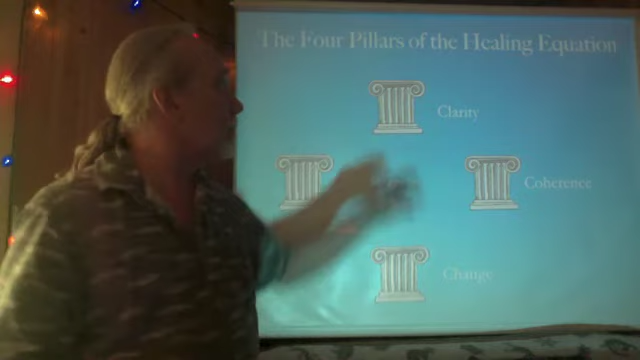 The Four Pillars of the Healing Equation
Clarity
Coherence
Change